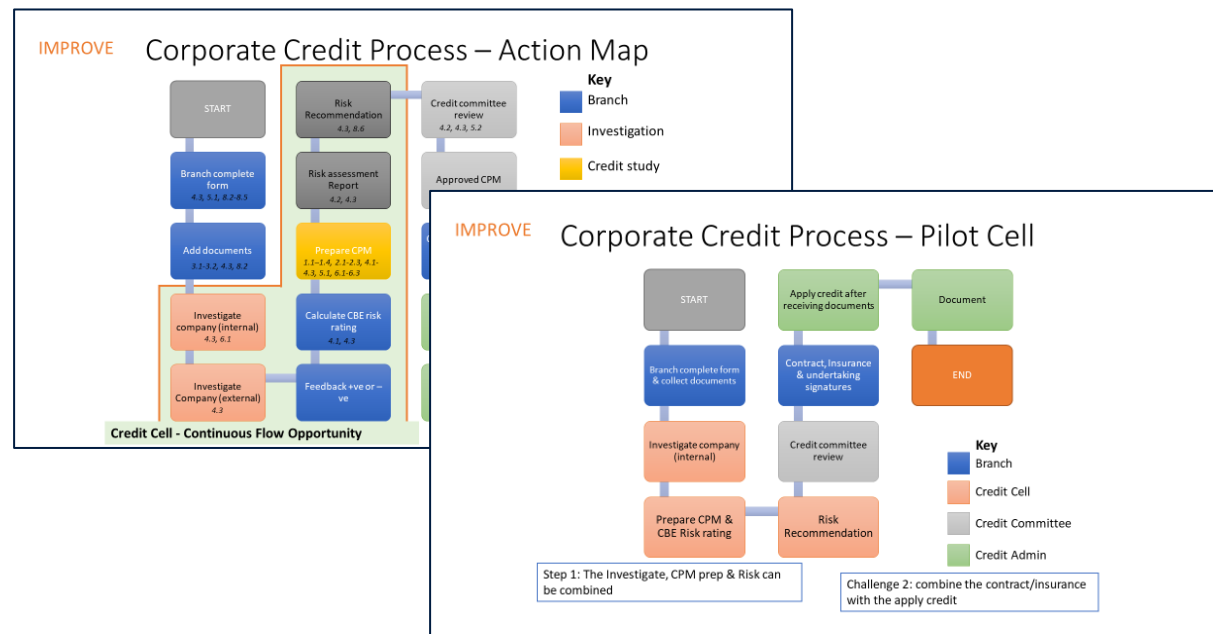 IMPROVE
Corporate Credit Process – Action Map
START
Branch complete
form
4.3, 5.1, 8.2-8.5
Add documents
3.1-3.2, 4.3, 8.2
Investigate
company (internal)
4.3, 6.1
Investigate
Company (external)
4.3
Risk
Recommendation
4.3, 8.6
Risk assessment
Report
4.2, 4.3
Prepare CPM
1.1–1.4, 2.1-2.3, 4.1-
4.3, 5.1, 6.1-6.3
Calculate CBE risk
rating
4.1, 4.3
Feedback +ve or –
ve
Credit committee
review
4.2, 4.3, 5.2
Approved CPM
Key
Branch
Investigation
Credit study
Credit Cell - Continuous Flow Opportunity
IMPROVE
Corporate Credit Process – Pilot Cell
START
Branch complete form
& collect documents
Investigate company
(internal)
Prepare CPM &
CBE Risk rating
Apply credit after
receiving documents
Contract, Insurance
& undertaking
signatures
Credit committee
review
Risk
Recommendation
Document
END
Key
Branch
Credit Cell
Credit Committee
Credit Admin
Step 1: The Investigate, CPM prep & Risk can
be combined
Challenge 2: combine the contract/insurance
with the apply credit